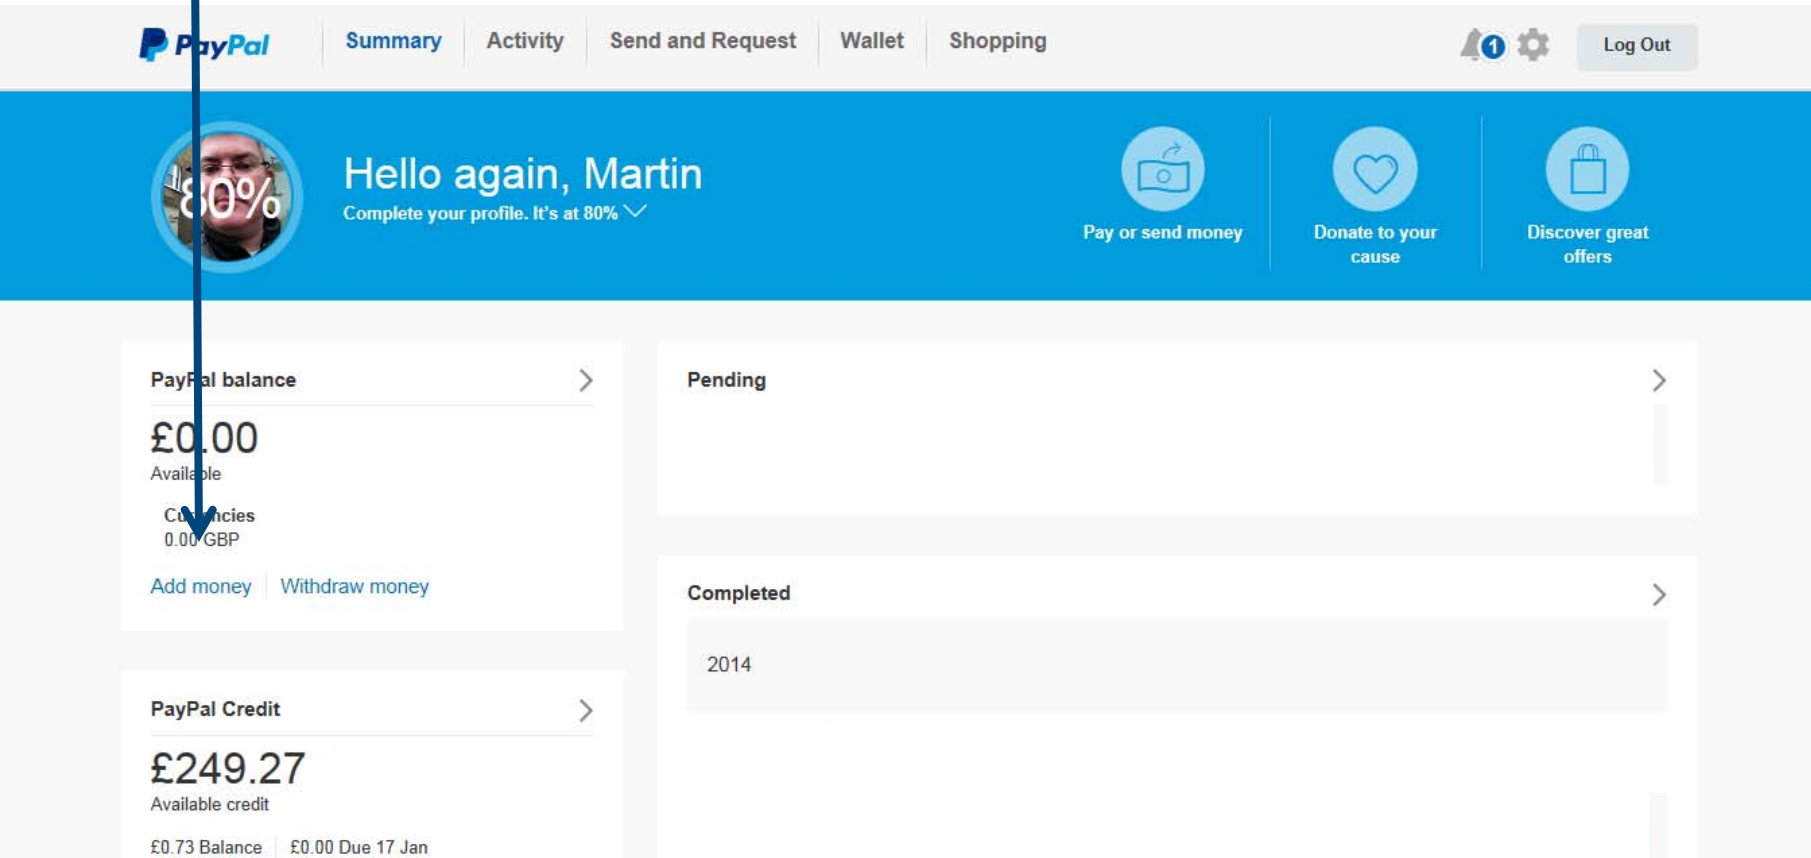 PayPal
Summary
Activity
Send and Request
Wallet
Shopping
1
Log Out
80%
Hello again, Martin
Complete your profile. It's at 80%
Pay or send money
Donate to your
cause
Discover great
offers
PayPal balance
£0.00
Available
Currencies
0.00 GBP
Add money
Withdraw money
PayPal Credit
£249.27
Available credit
£0.73 Balance
£0.00 Due 17 Jan
Pending
Completed
2014